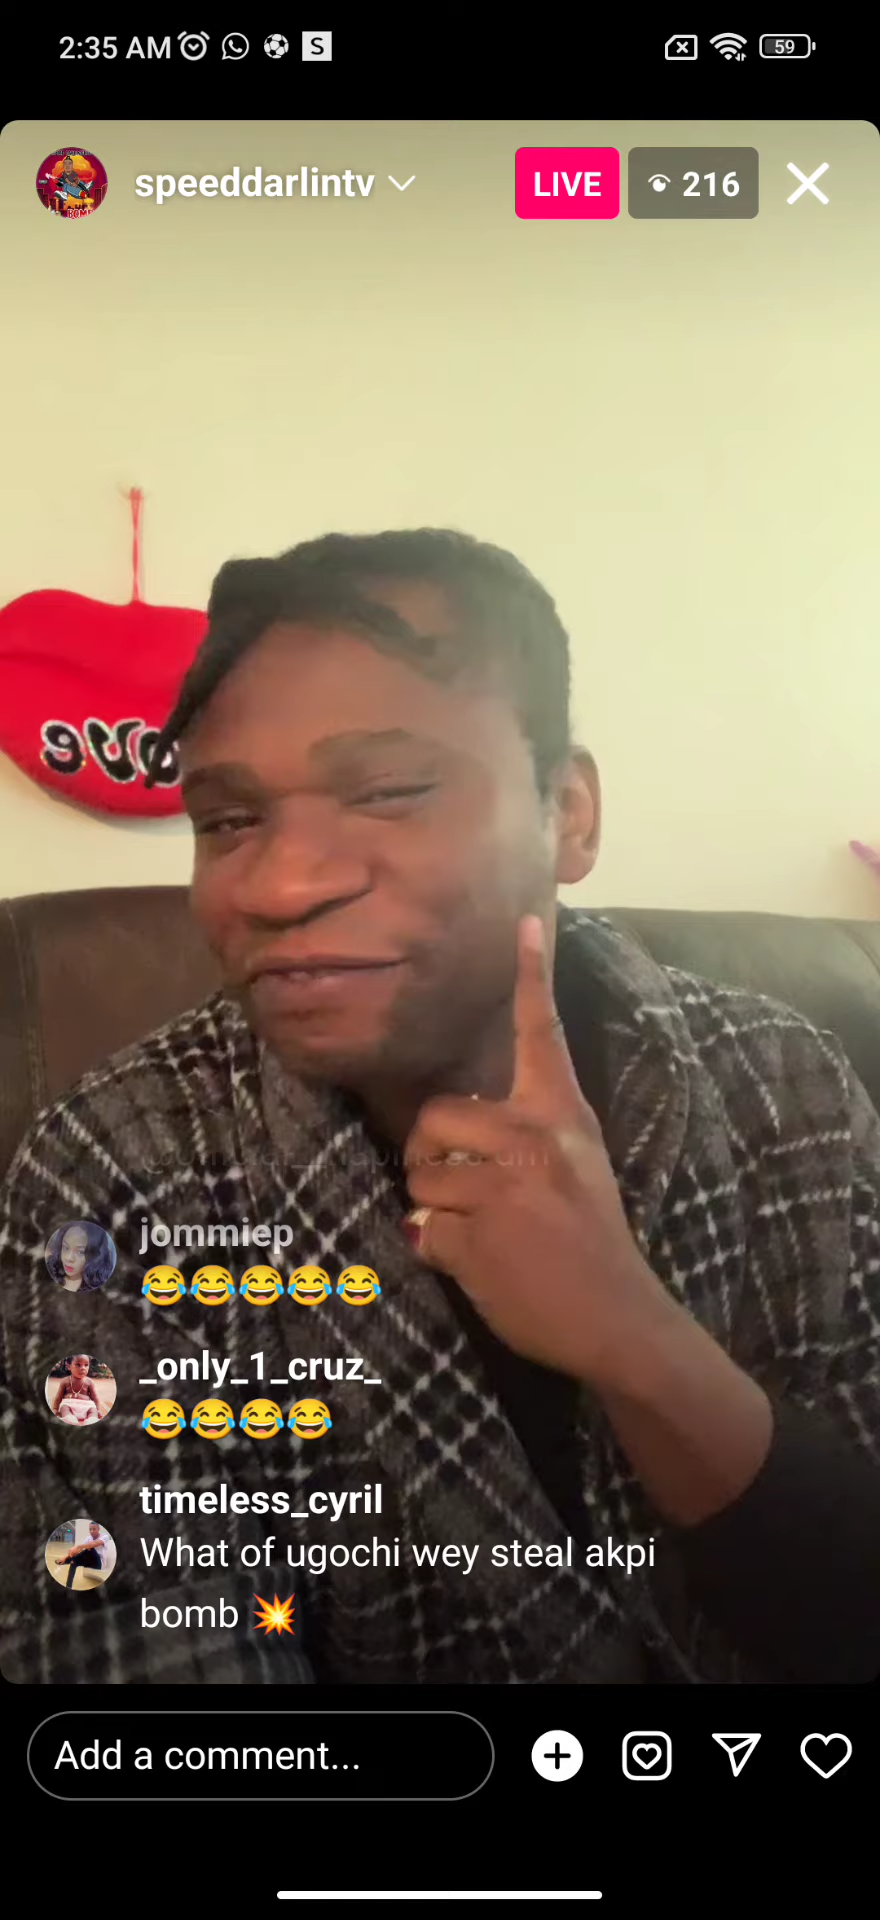 2:35 AM
S
59
speeddarlintv
LIVE
216
Love
jommiep
😂😂😂😂😂
_only_1_cruz_
😂😂😂😂
timeless_cyril
What of ugochi wey steal akpi
bomb 💥
Add a comment...